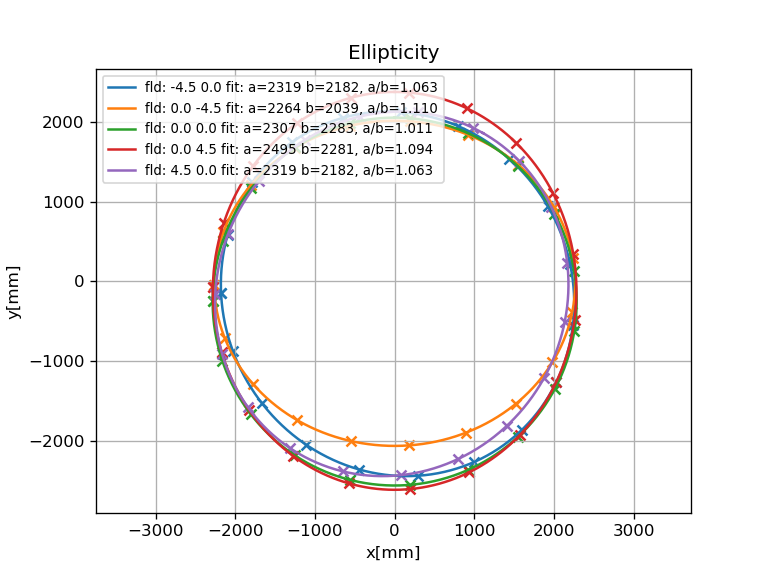 Ellipticity
fld: -4.5 0.0 fit: a=2319 b=2182, a/b=1.063
fld: 0.0 -4.5 fit: a=2264 b=2039, a/b=1.110
fld: 0.0 0.0 fit: a=2307 b=2283, a/b=1.011
fld: 0.0 4.5 fit: a=2495 b=2281, a/b=1.094
fld: 4.5 0.0 fit: a=2319 b=2182, a/b=1.063
y[mm]
2000
1000
0
−1000
−2000
−3000 −2000 −1000 0 1000 2000 3000
x[mm]